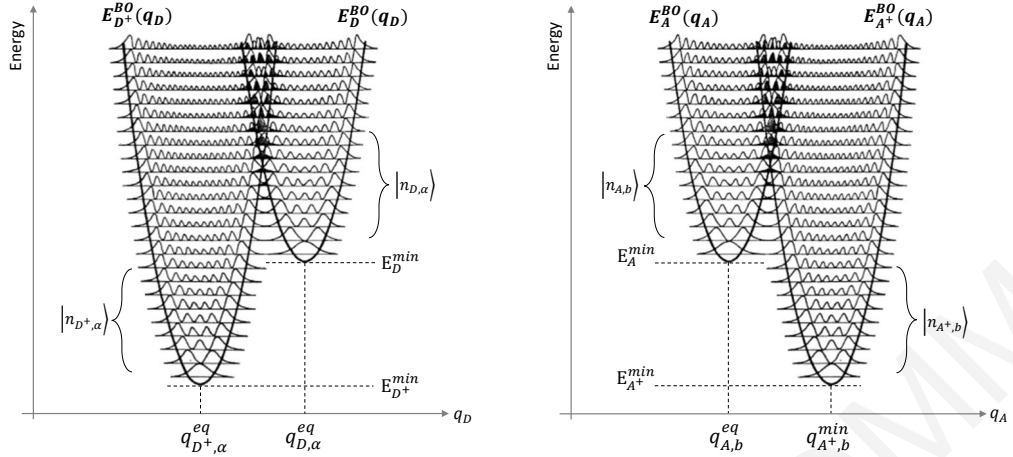 Energy
E_{D^+}^{BO}(q_D)
E_D^{BO}(q_D)
|n_{D,α}⟩
E_D^{min}
|n_{D^+,α}⟩
E_{D^+}^{min}
q_D
q_{D^+,α}^{eq}
q_{D,α}^{eq}
Energy
E_A^{BO}(q_A)
E_{A^+}^{BO}(q_A)
|n_{A,b}⟩
E_A^{min}
|n_{A^+,b}⟩
E_{A^+}^{min}
q_A
q_{A,b}^{eq}
q_{A^+,b}^{min}